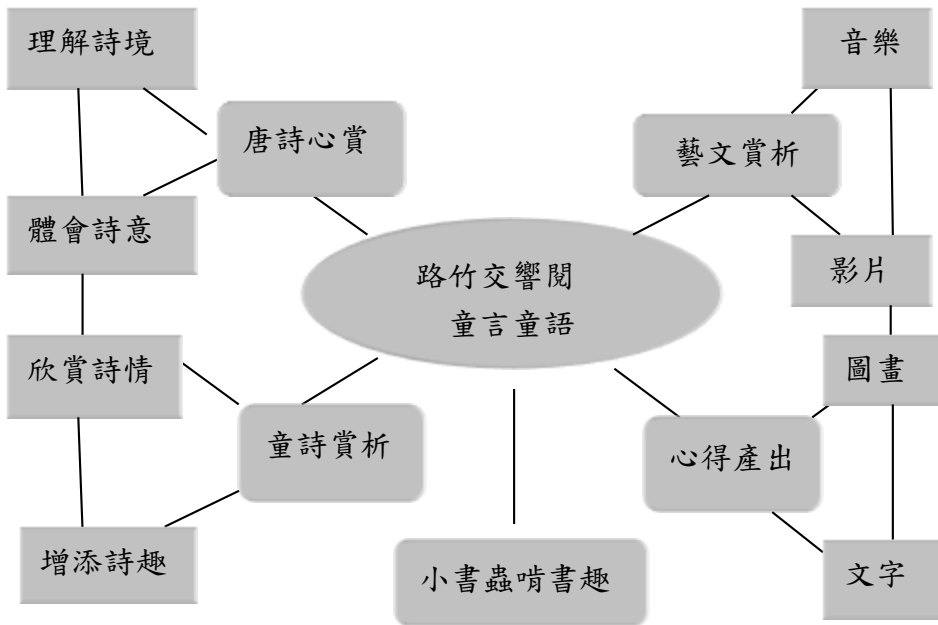 理解詩境
音樂
唐詩心賞
藝文賞析
體會詩意
影片
路竹交響閱
童言童語
欣賞詩情
圖畫
童詩賞析
心得產出
增添詩趣
小書蟲啃書趣
文字